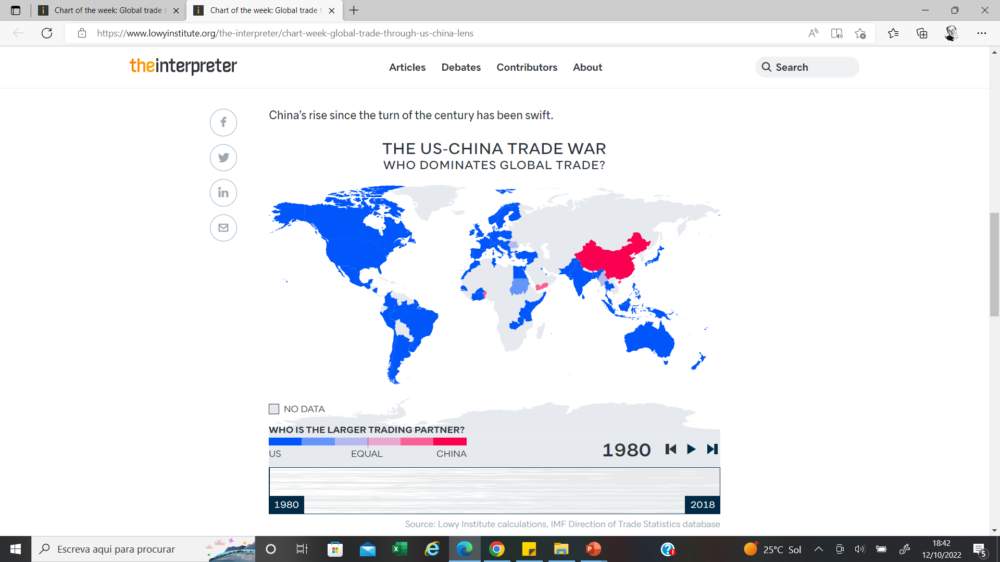 Chart of the week: Global trade t
Chart of the week: Global trade t
https://www.lowyinstitute.org/the-interpreter/chart-week-global-trade-through-us-china-lens
theinterpreter
Articles
Debates
Contributors
About
Search
China’s rise since the turn of the century has been swift.
THE US-CHINA TRADE WAR
WHO DOMINATES GLOBAL TRADE?
NO DATA
WHO IS THE LARGER TRADING PARTNER?
US
EQUAL
CHINA
1980
1980
2018
Source: Lowy Institute calculations, IMF Direction of Trade Statistics database
Escreva aqui para procurar
25°C Sol
18:42
12/10/2022
5